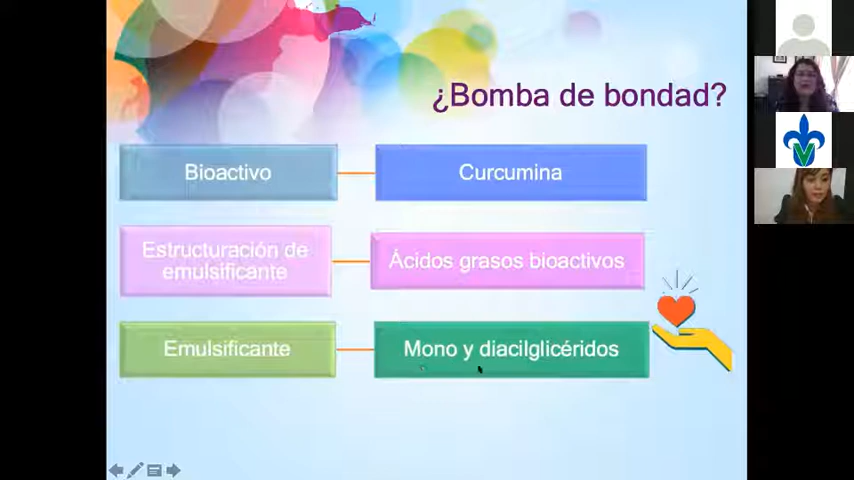 ¿Bomba de bondad?
Bioactivo
Curcumina
Estructuración de
emulsificante
Ácidos grasos bioactivos
Emulsificante
Mono y diacilglicéridos